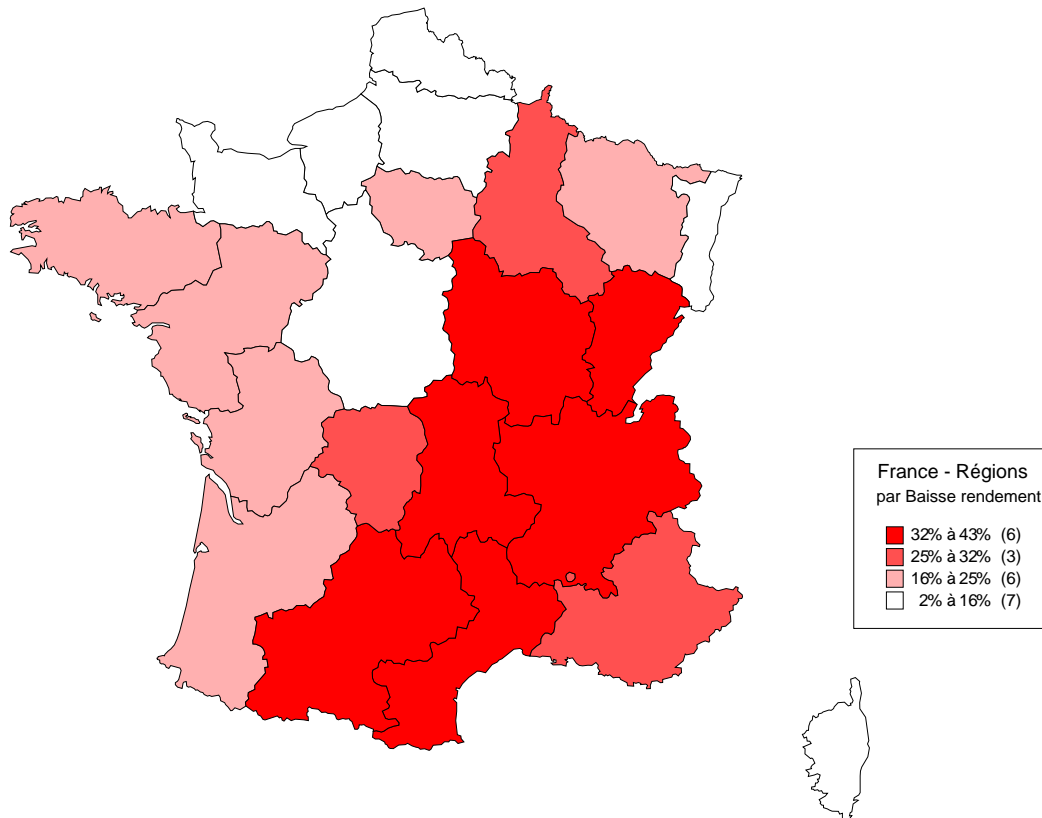 France - Régions
par Baisse rendement
32% à 43% (6)
25% à 32% (3)
16% à 25% (6)
2% à 16% (7)